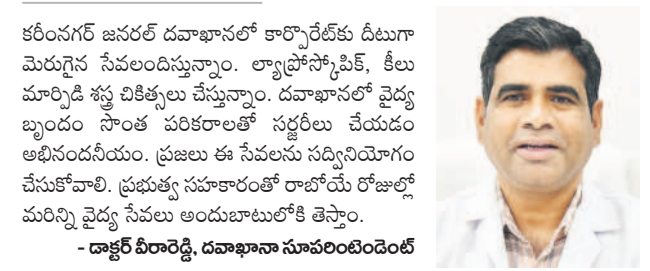 కరీంనగర్ జనరల్ దవాఖానలో కార్పొరేట్‌కు దీటుగా
మెరుగైన సేవలందిస్తున్నాం. ల్యాప్రోస్కోపిక్, కీలు
మార్పిడి శస్త్ర చికిత్సలు చేస్తున్నాం. దవాఖానలో వైద్య
బృందం సొంత పరికరాలతో సర్జరీలు చేయడం
అభినందనీయం. ప్రజలు ఈ సేవలను సద్వినియోగం
చేసుకోవాలి. ప్రభుత్వ సహకారంతో రాబోయే రోజుల్లో
మరిన్ని వైద్య సేవలు అందుబాటులోకి తెస్తాం.
- డాక్టర్ వీరారెడ్డి, దవాఖానా సూపరింటెండెంట్